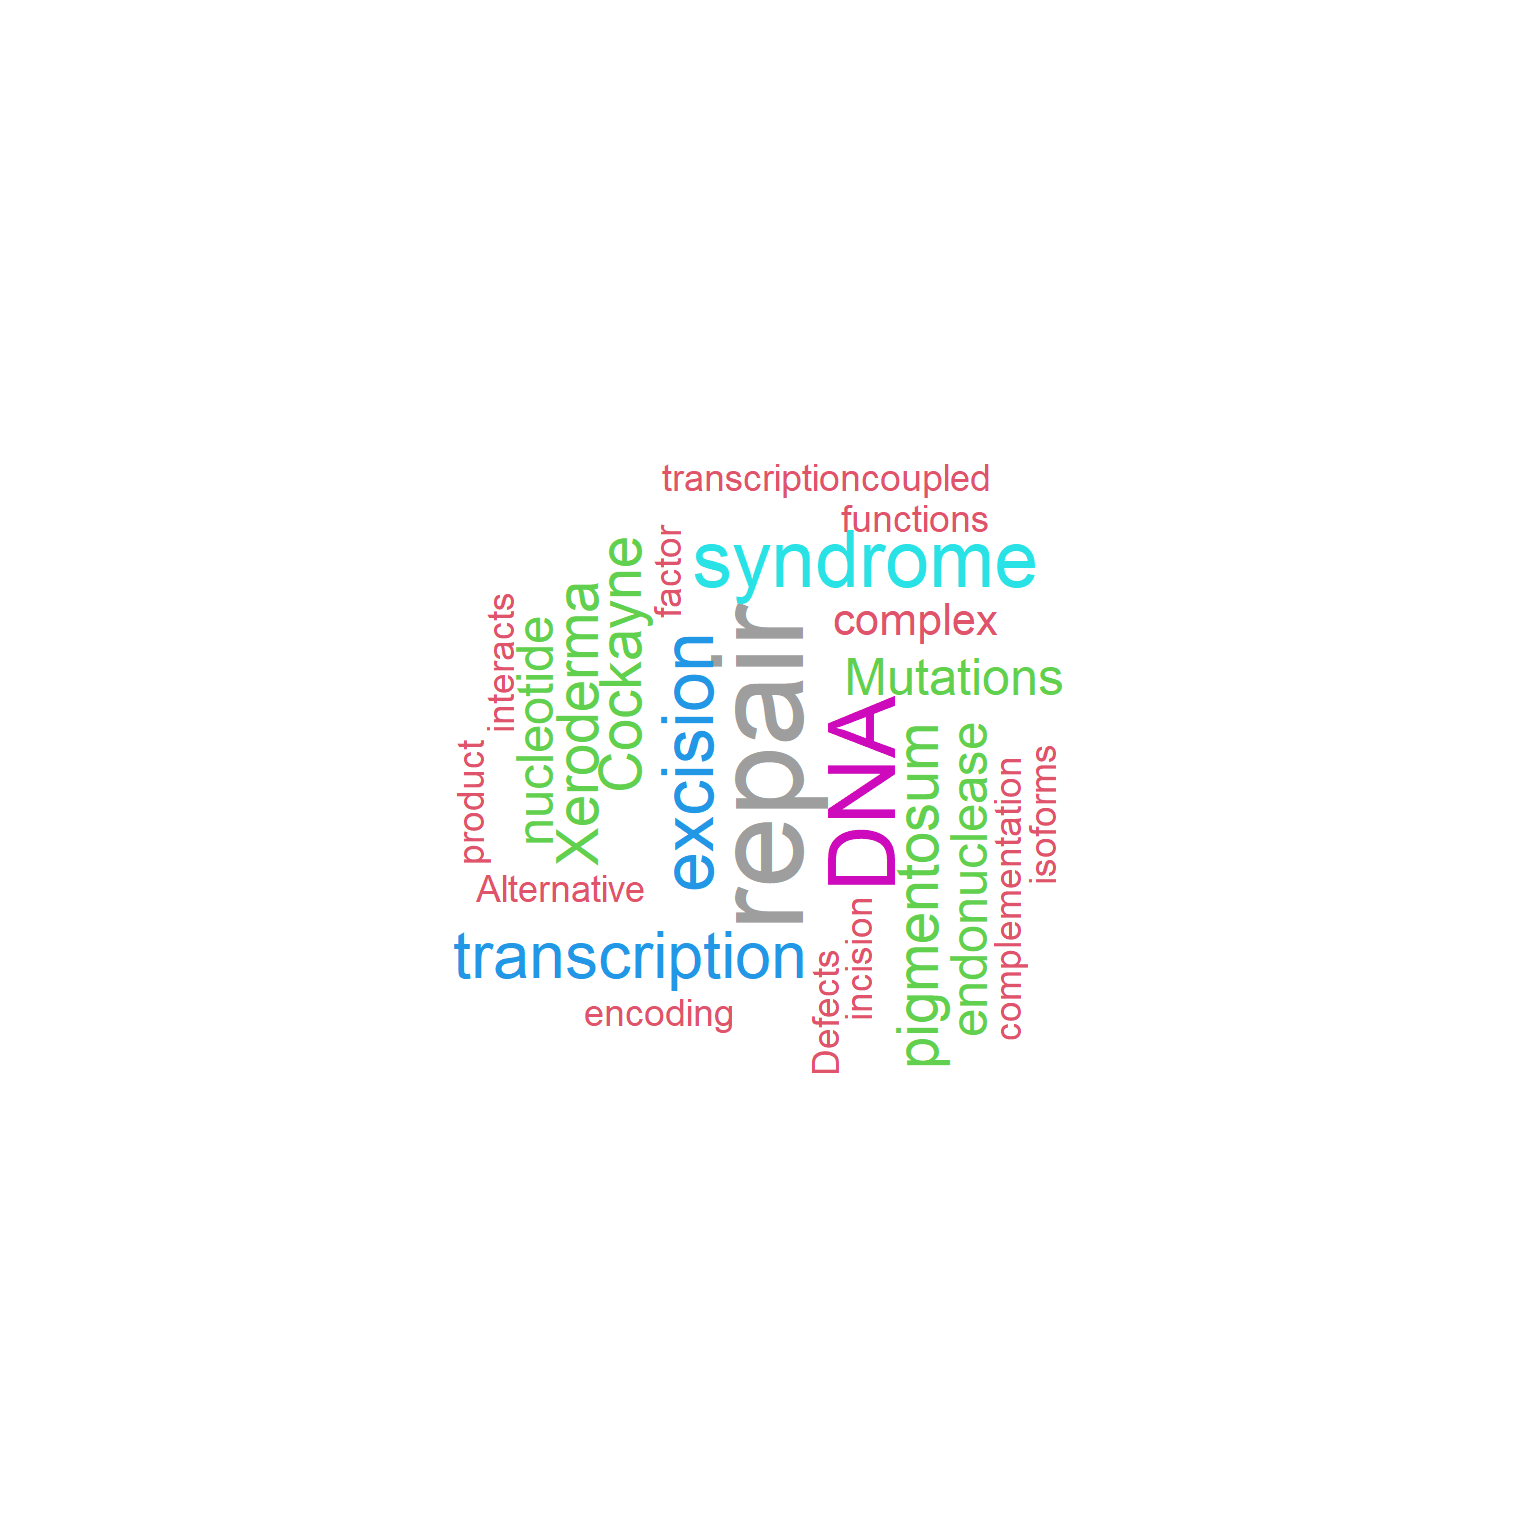 transcriptioncoupled
functions
syndrome
factor
complex
Cockayne
Xeroderma
interacts
nucleotide
excision
repair
Mutations
DNA
product
pigmentosum
endonuclease
complementation
isoforms
Alternative
transcription
incision
Defects
encoding